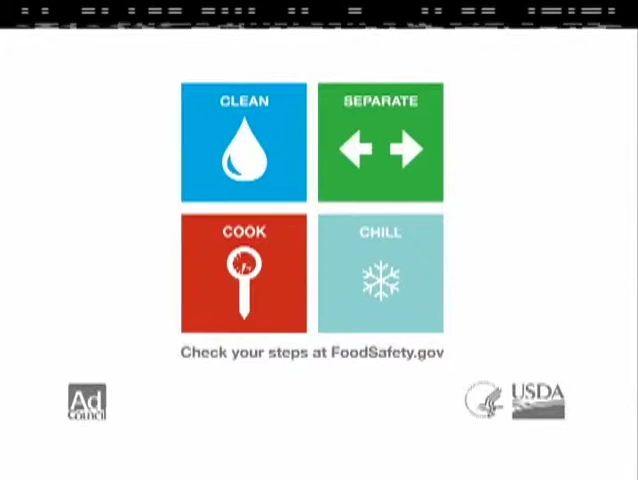 CLEAN
SEPARATE
COOK
CHILL
Check your steps at FoodSafety.gov
Ad
Council
USDA